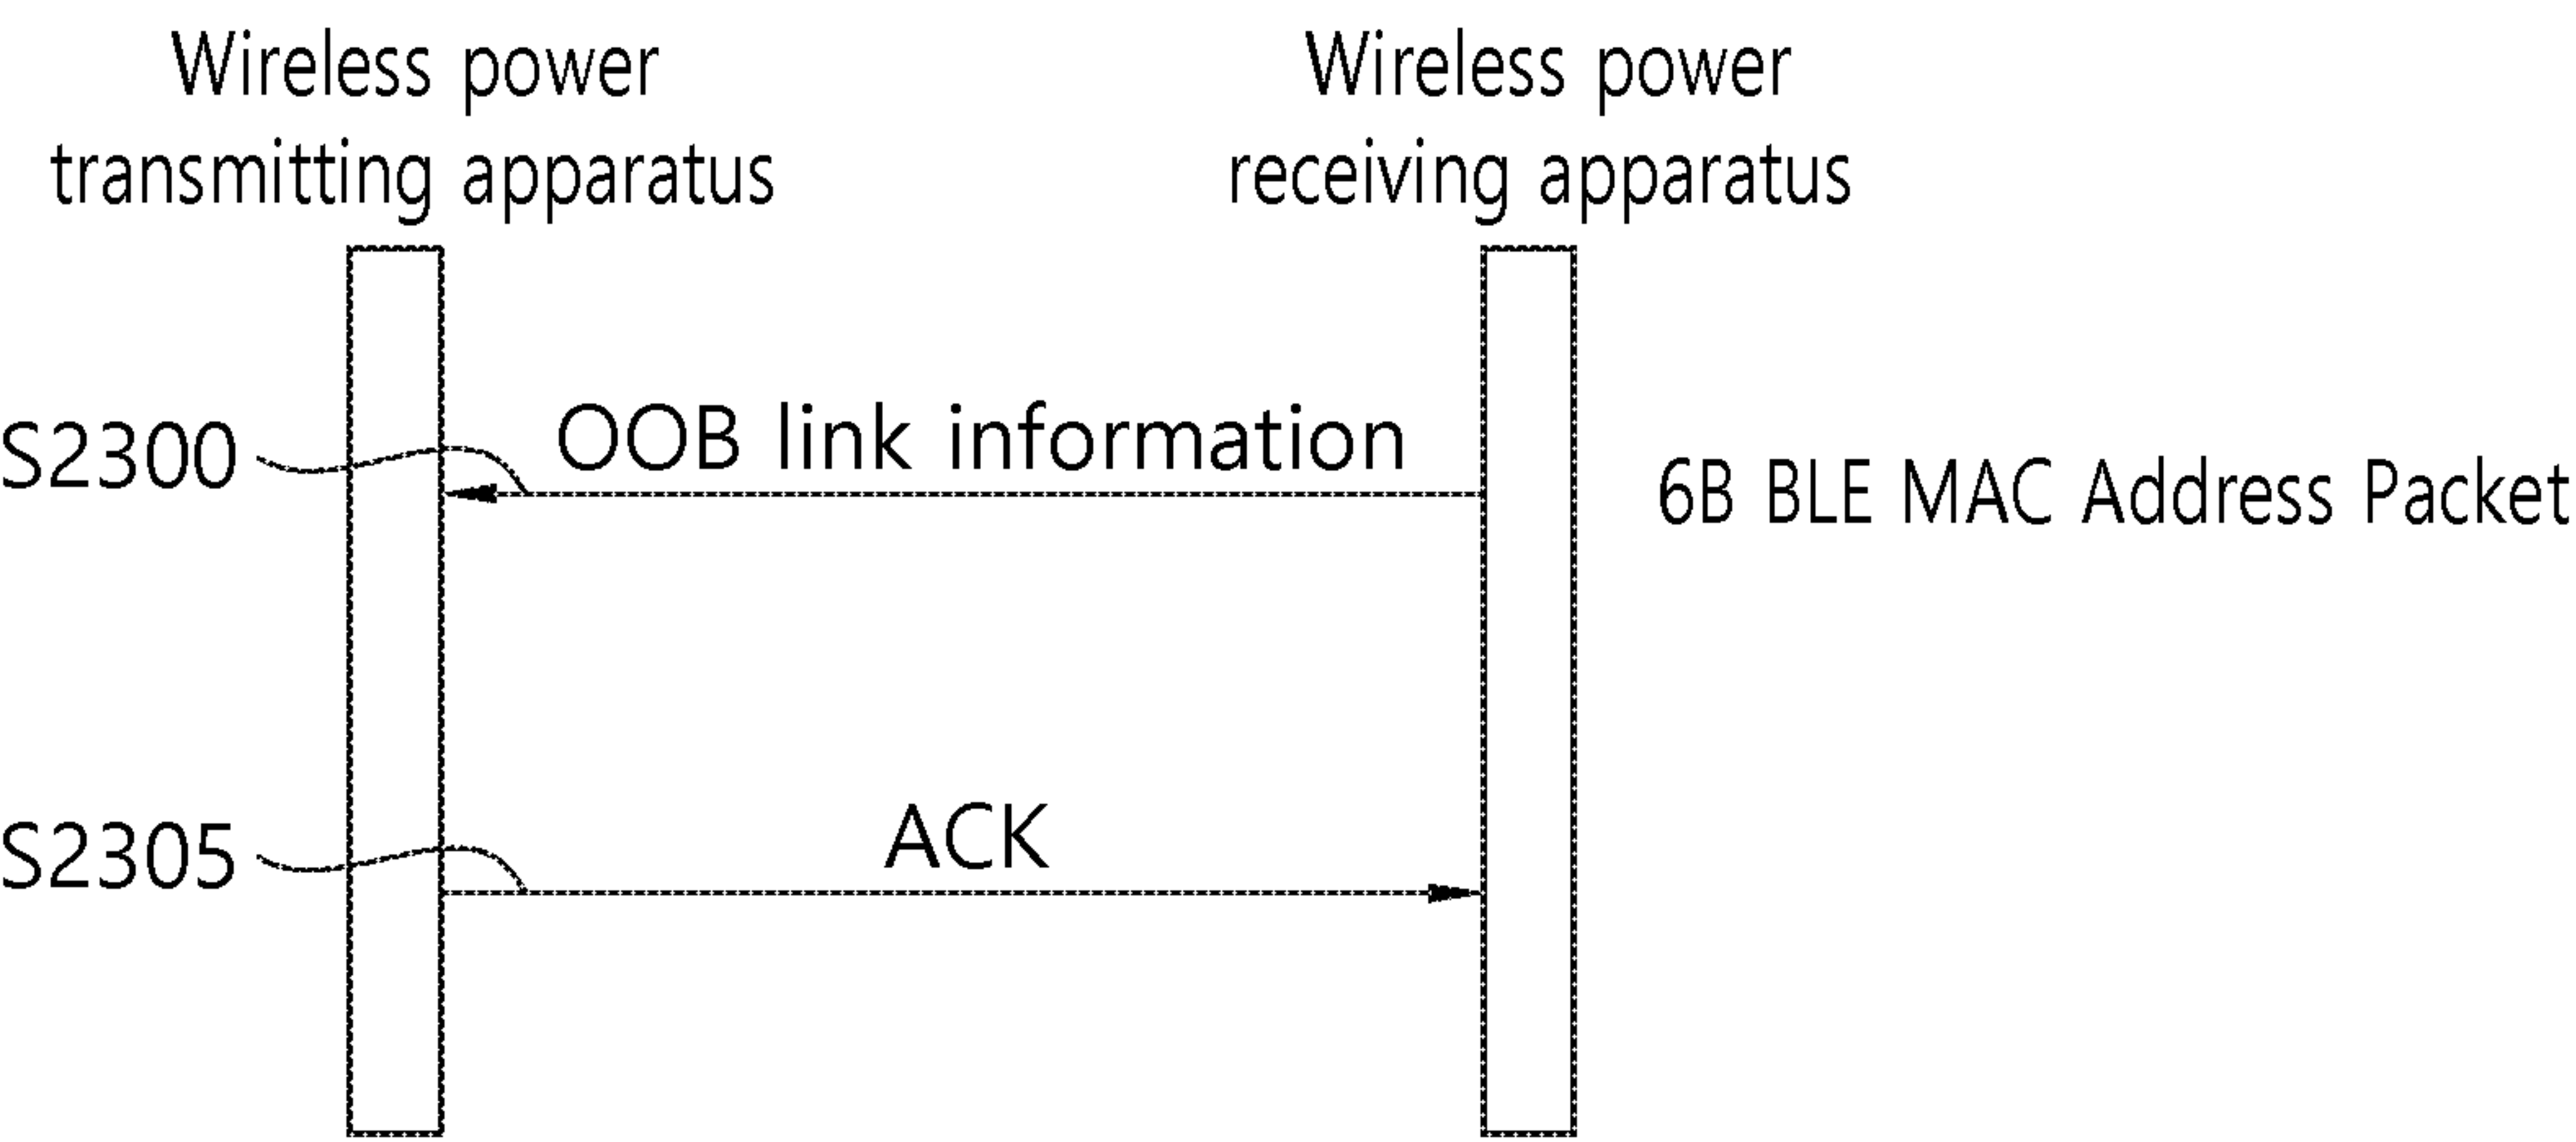 Wireless power
transmitting apparatus
Wireless power
receiving apparatus
S2300
OOB link information
6B BLE MAC Address Packet
S2305
ACK